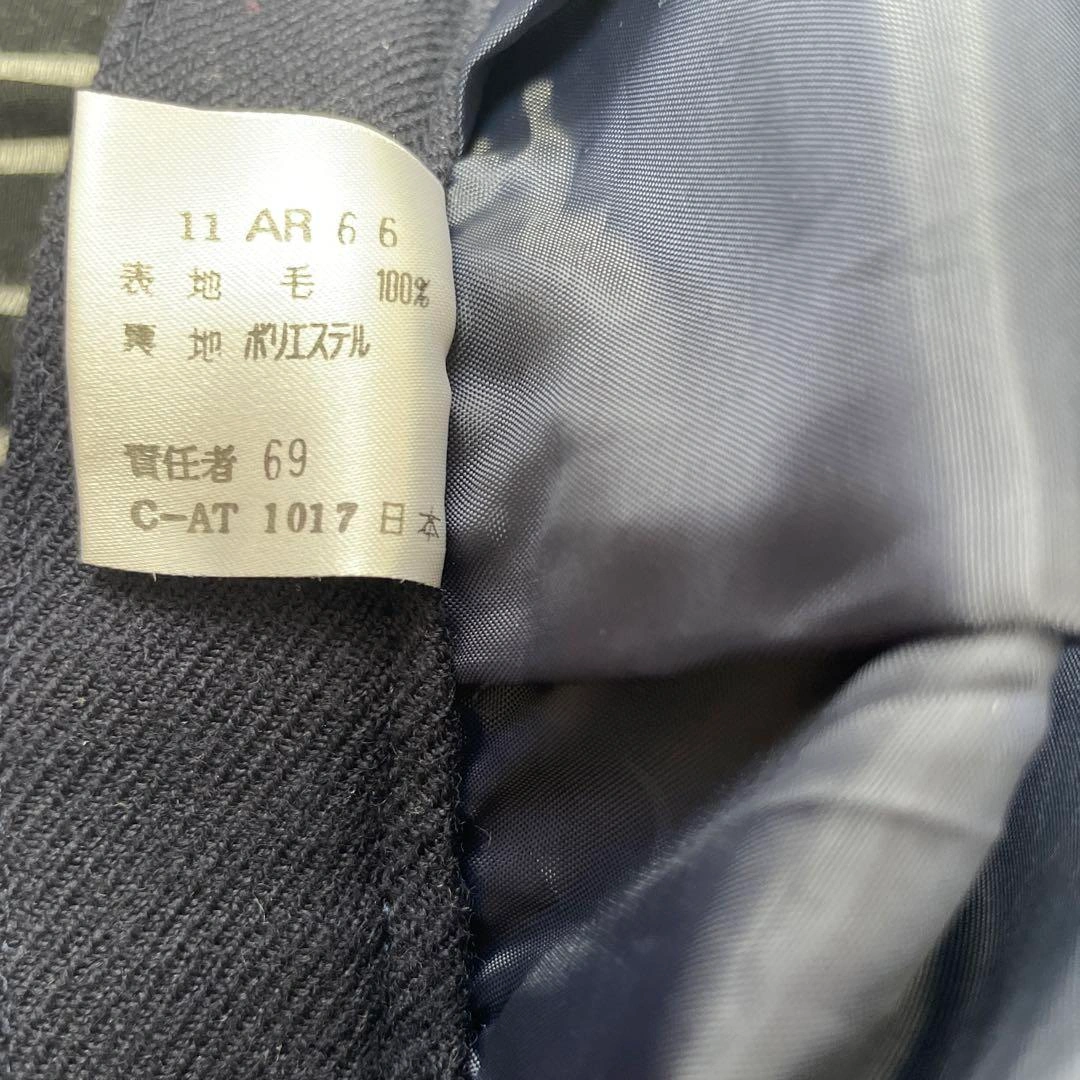 11 AR 6 6
表地 毛 100%
裏地 ポリエステル
責任者 69
C-AT 1017 日本